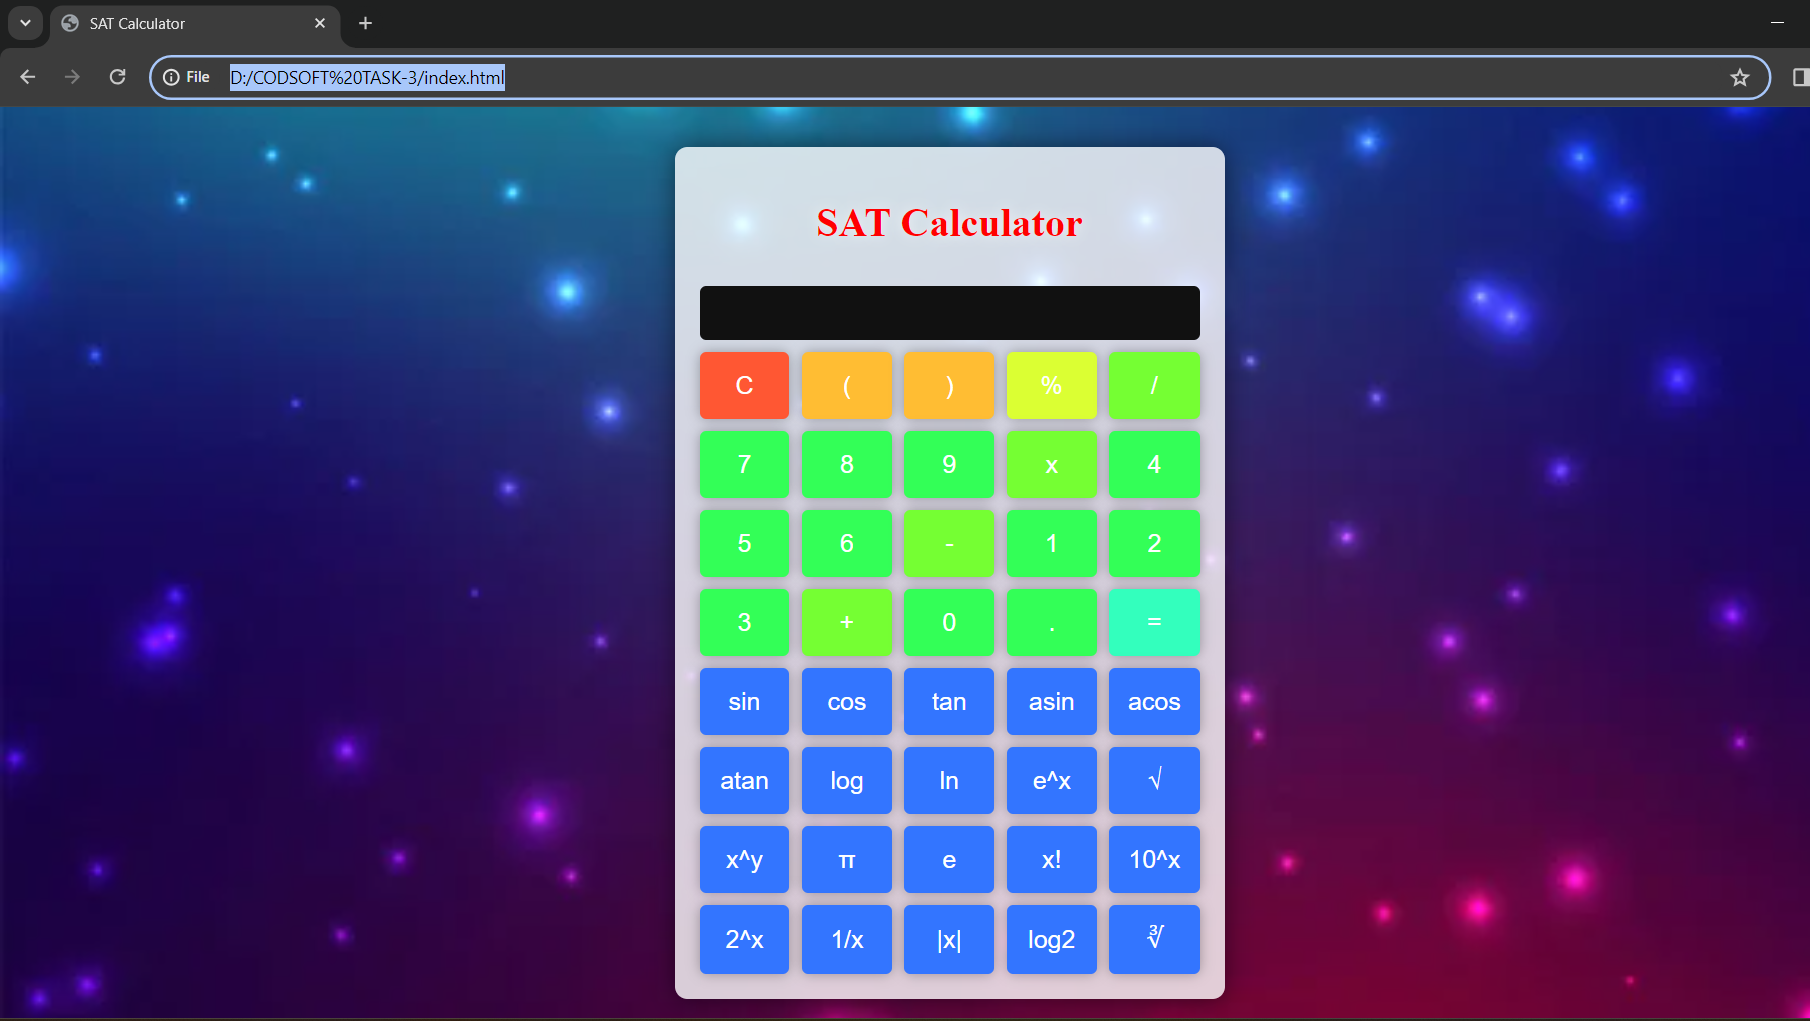 SAT Calculator
File D:/CODSOFT%20TASK-3/index.html
SAT Calculator
C ( ) % /
7 8 9 x 4
5 6 - 1 2
3 + 0 . =
sin cos tan asin acos
atan log ln e^x √
x^y π e x! 10^x
2^x 1/x |x| log2 ∛